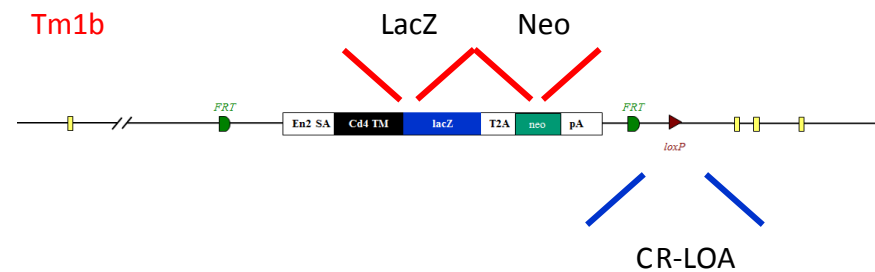 Tm1b
LacZ Neo
FRT FRT
En2 SA Cd4 TM lacZ T2A neo pA
loxP
CR-LOA